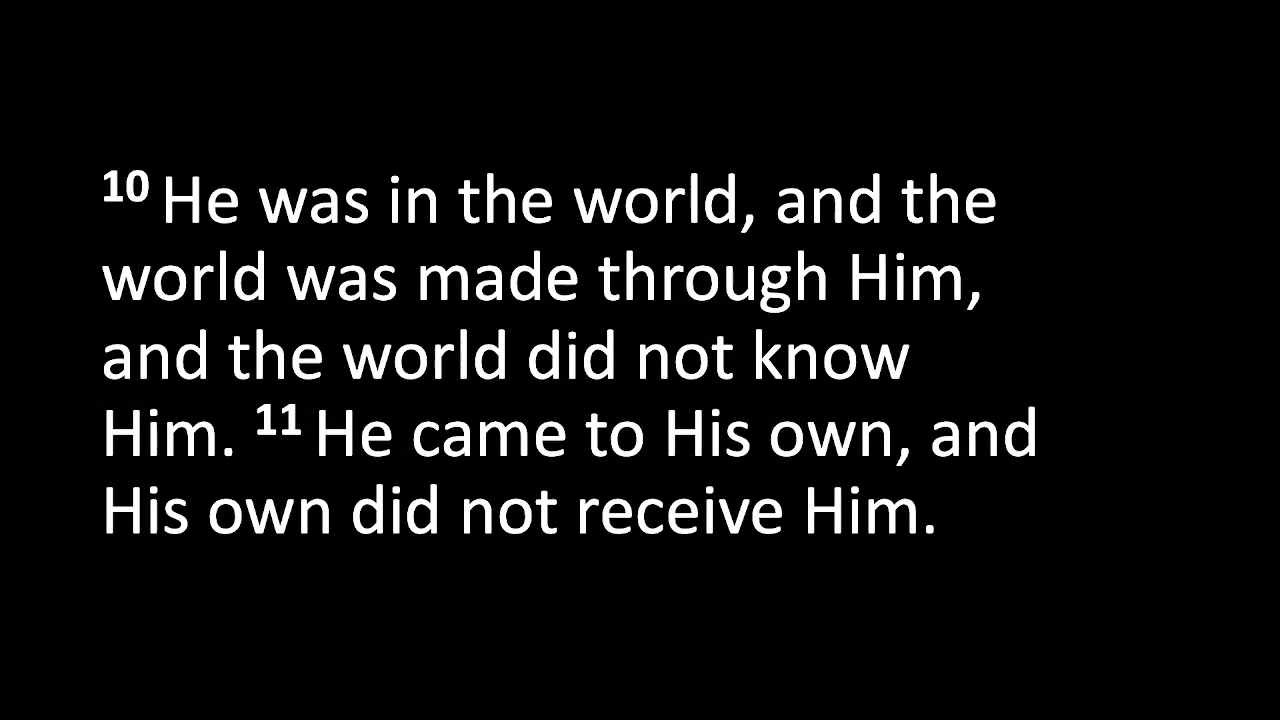 10 He was in the world, and the
world was made through Him,
and the world did not know
Him. 11 He came to His own, and
His own did not receive Him.